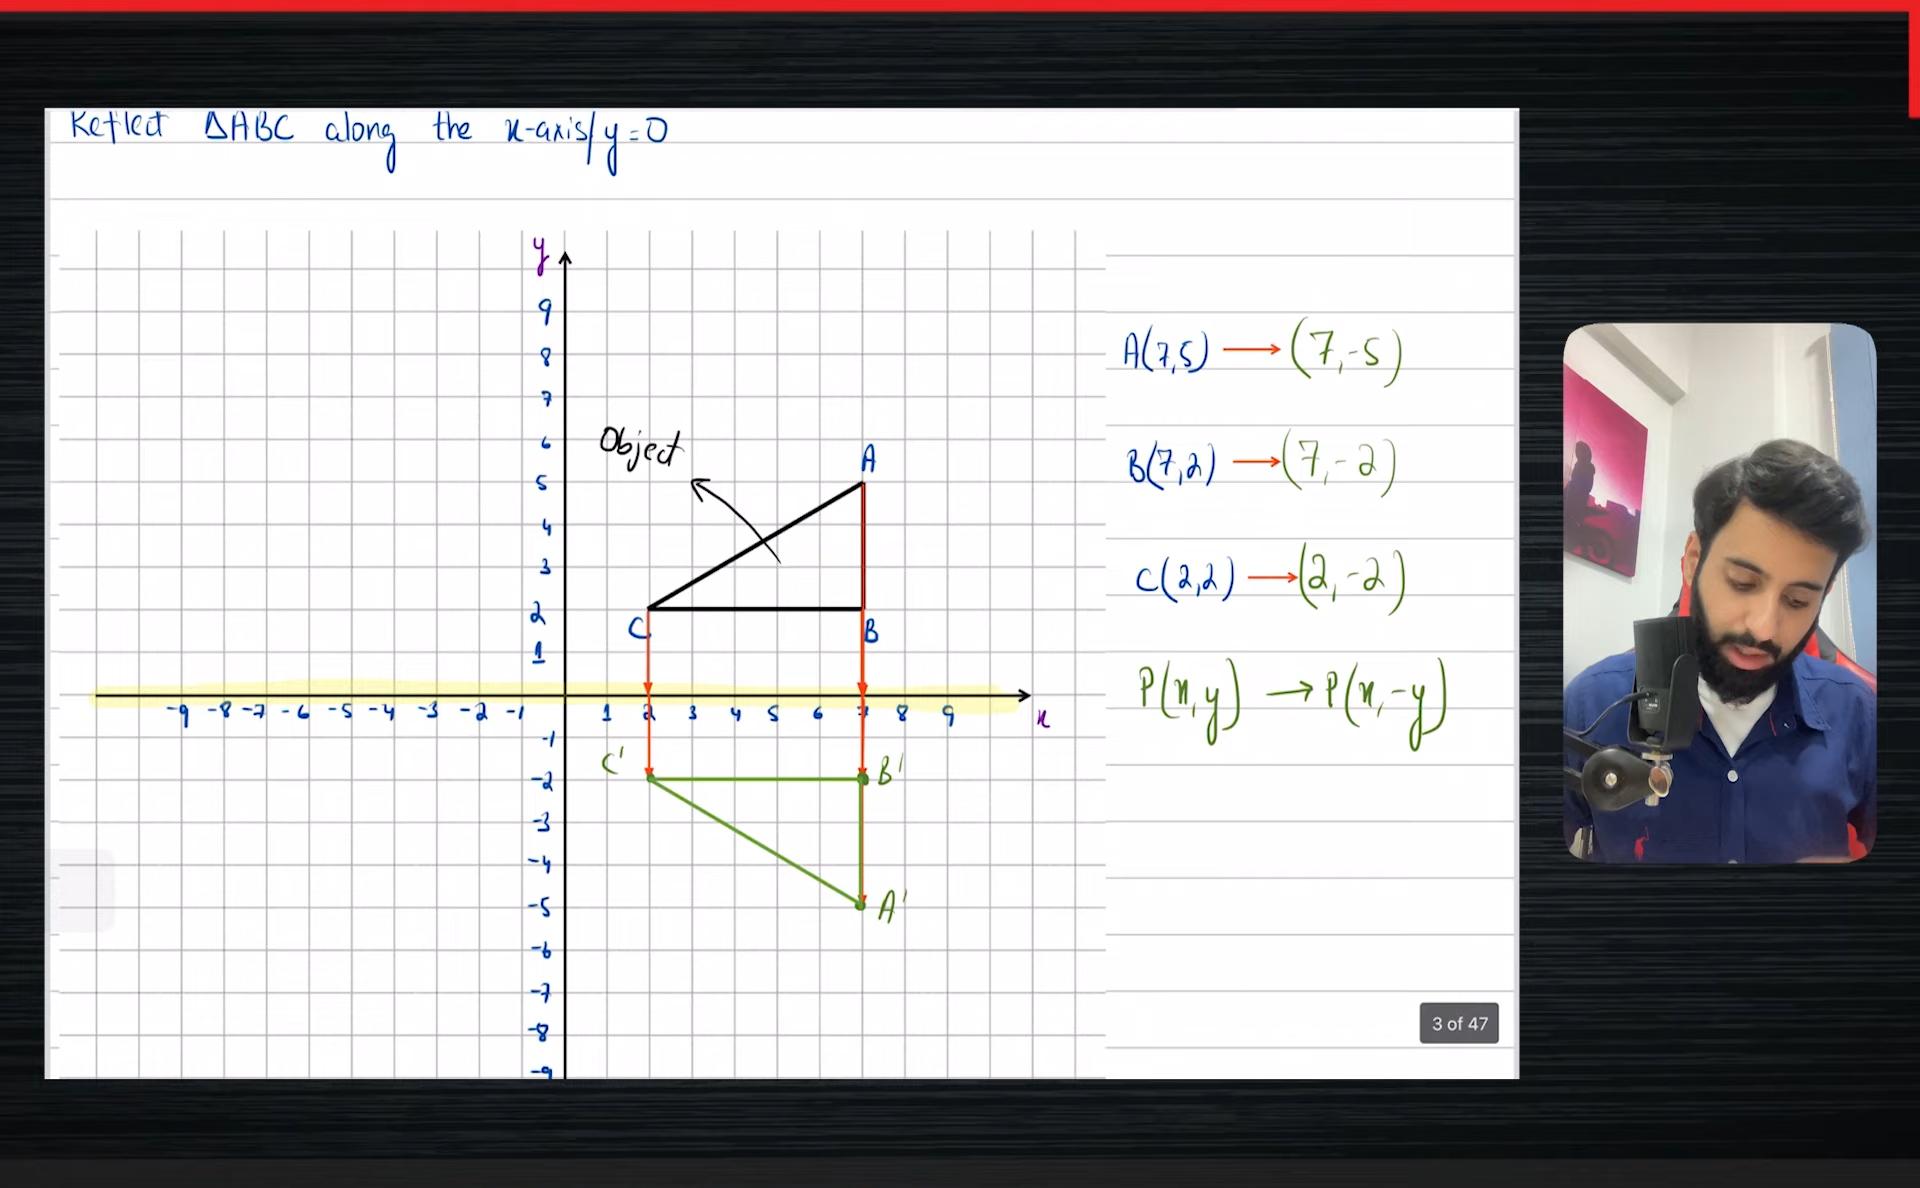 Reflect ΔABC along the x-axis/y=0
y
9
8
7
6
5
4
3
2
1
Object
A
C
B
-9 -8 -7 -6 -5 -4 -3 -2 -1 1 2 3 4 5 6 7 8 9 x
-1
-2
-3
-4
-5
-6
-7
-8
-9
C'
B'
A'
A(7,5) → (7,-5)
B(7,2) → (7,-2)
C(2,2) → (2,-2)
P(x,y) → P(x,-y)
3 of 47